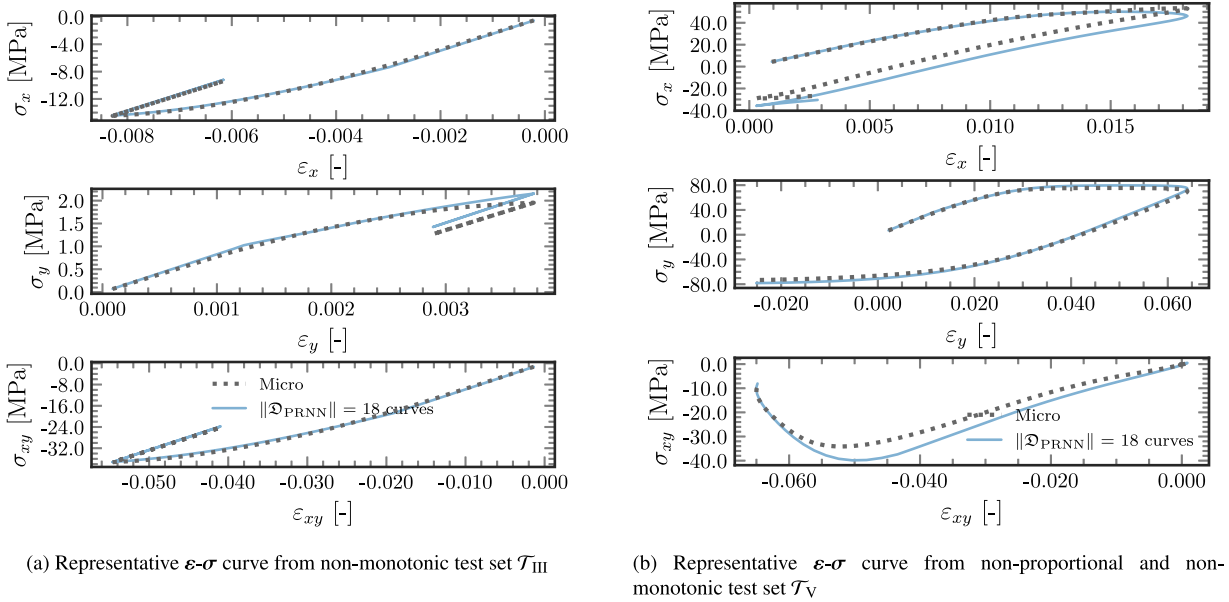 0.0
-4.0
-8.0
-12.0
σx [MPa]
-0.008 -0.006 -0.004 -0.002 0.000
εx [-]
2.0
1.5
1.0
0.5
0.0
σy [MPa]
0.000 0.001 0.002 0.003
εy [-]
0.0
-8.0
-16.0
-24.0
-32.0
σxy [MPa]
Micro
‖𝔇PRNN‖ = 18 curves
-0.050 -0.040 -0.030 -0.020 -0.010 0.000
εxy [-]
(a) Representative ε-σ curve from non-monotonic test set 𝒯III
40.0
20.0
0.0
-20.0
-40.0
σx [MPa]
0.000 0.005 0.010 0.015
εx [-]
80.0
40.0
0.0
-40.0
-80.0
σy [MPa]
-0.020 0.000 0.020 0.040 0.060
εy [-]
0.0
-10.0
-20.0
-30.0
-40.0
σxy [MPa]
Micro
‖𝔇PRNN‖ = 18 curves
-0.060 -0.040 -0.020 0.000
εxy [-]
(b) Representative ε-σ curve from non-proportional and non-
monotonic test set 𝒯V